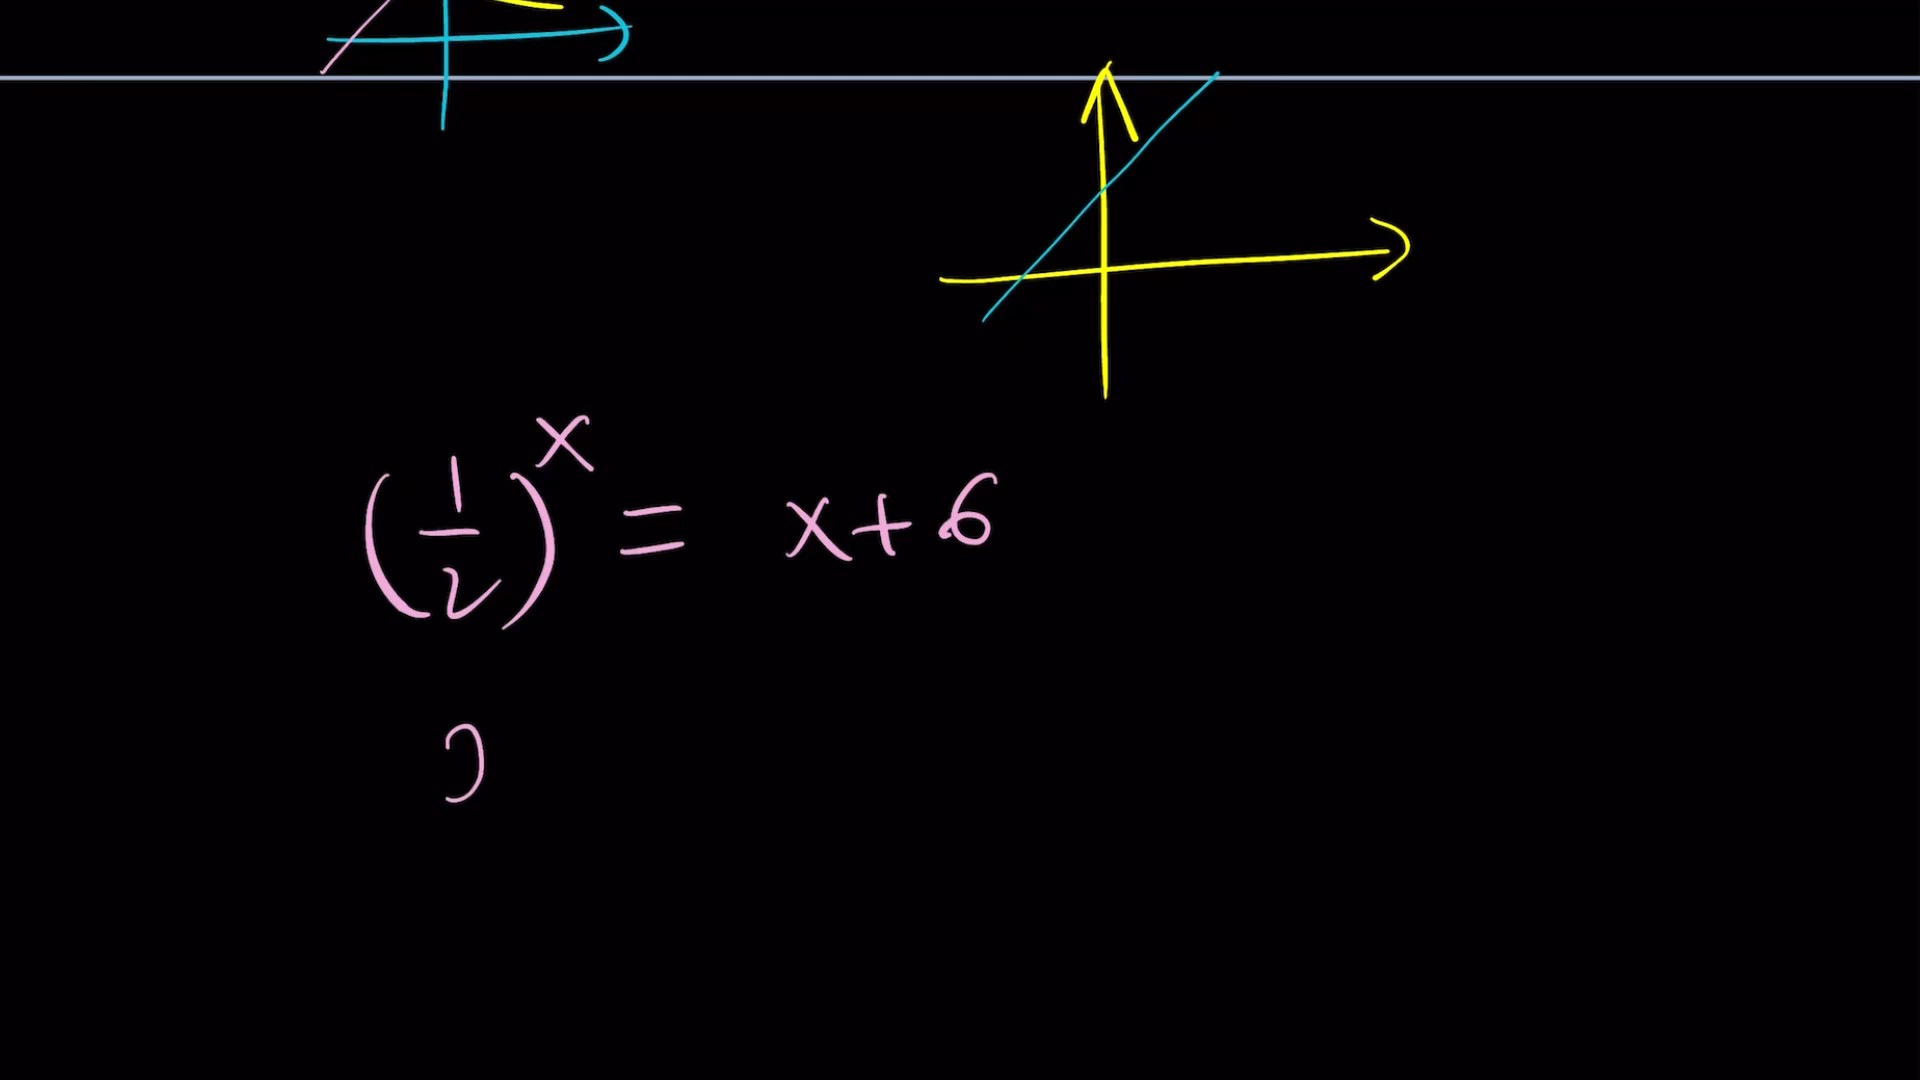 (1/2)^x = x+6